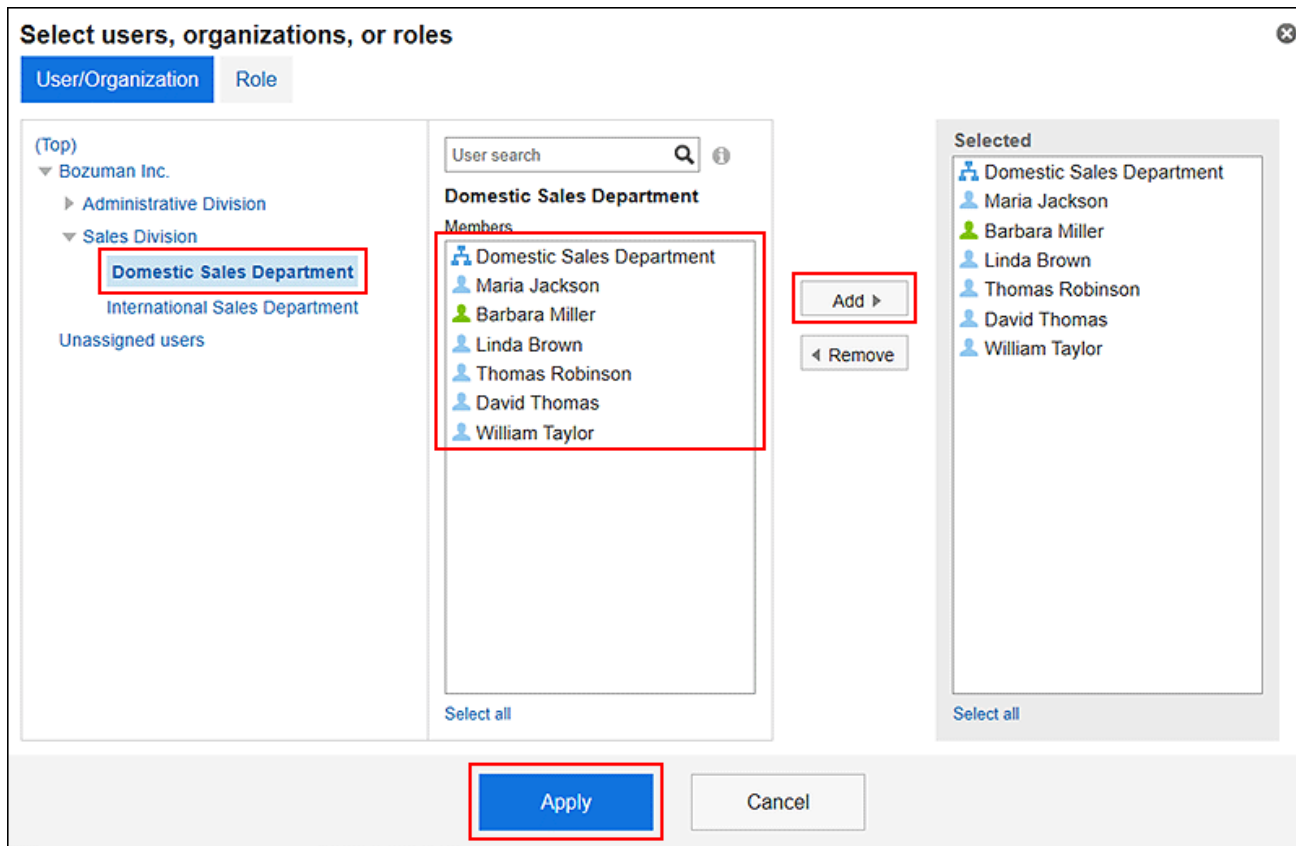 Select users, organizations, or roles
User/Organization
Role
(Top)
Bozuman Inc.
Administrative Division
Sales Division
Domestic Sales Department
International Sales Department
Unassigned users
User search
Domestic Sales Department
Members
Domestic Sales Department
Maria Jackson
Barbara Miller
Linda Brown
Thomas Robinson
David Thomas
William Taylor
Select all
Add
Remove
Selected
Domestic Sales Department
Maria Jackson
Barbara Miller
Linda Brown
Thomas Robinson
David Thomas
William Taylor
Select all
Apply
Cancel